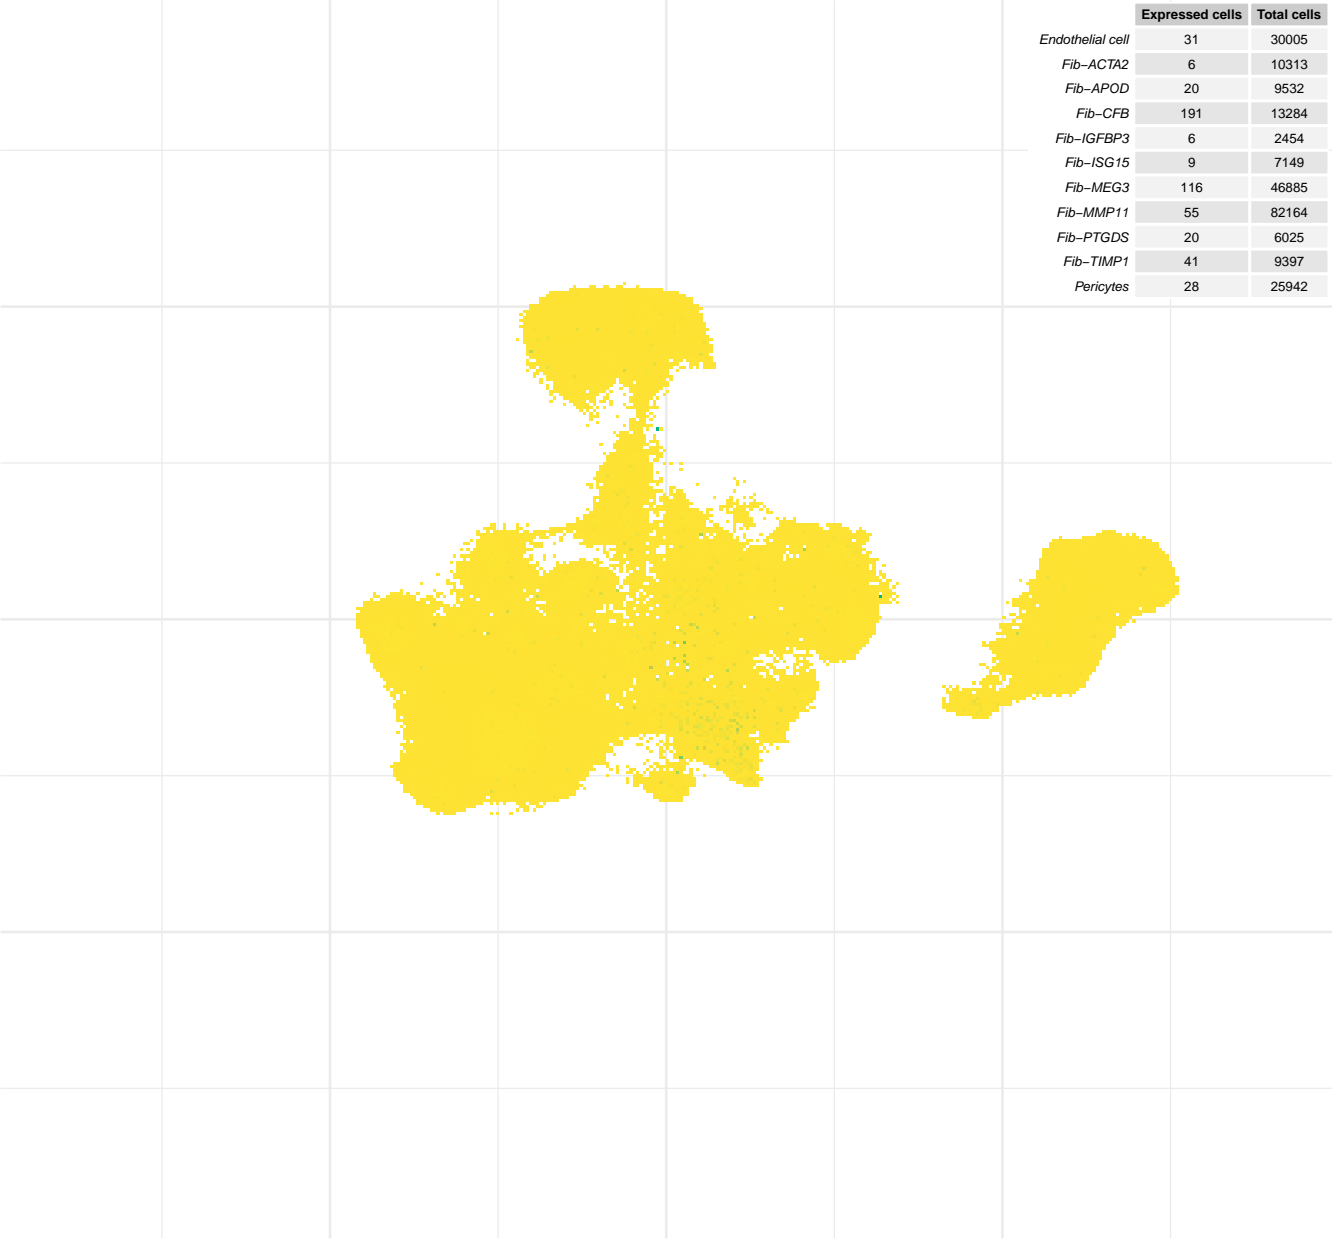 Expressed cells Total cells
Endothelial cell 31 30005
Fib−ACTA2 6 10313
Fib−APOD 20 9532
Fib−CFB 191 13284
Fib−IGFBP3 6 2454
Fib−ISG15 9 7149
Fib−MEG3 116 46885
Fib−MMP11 55 82164
Fib−PTGDS 20 6025
Fib−TIMP1 41 9397
Pericytes 28 25942